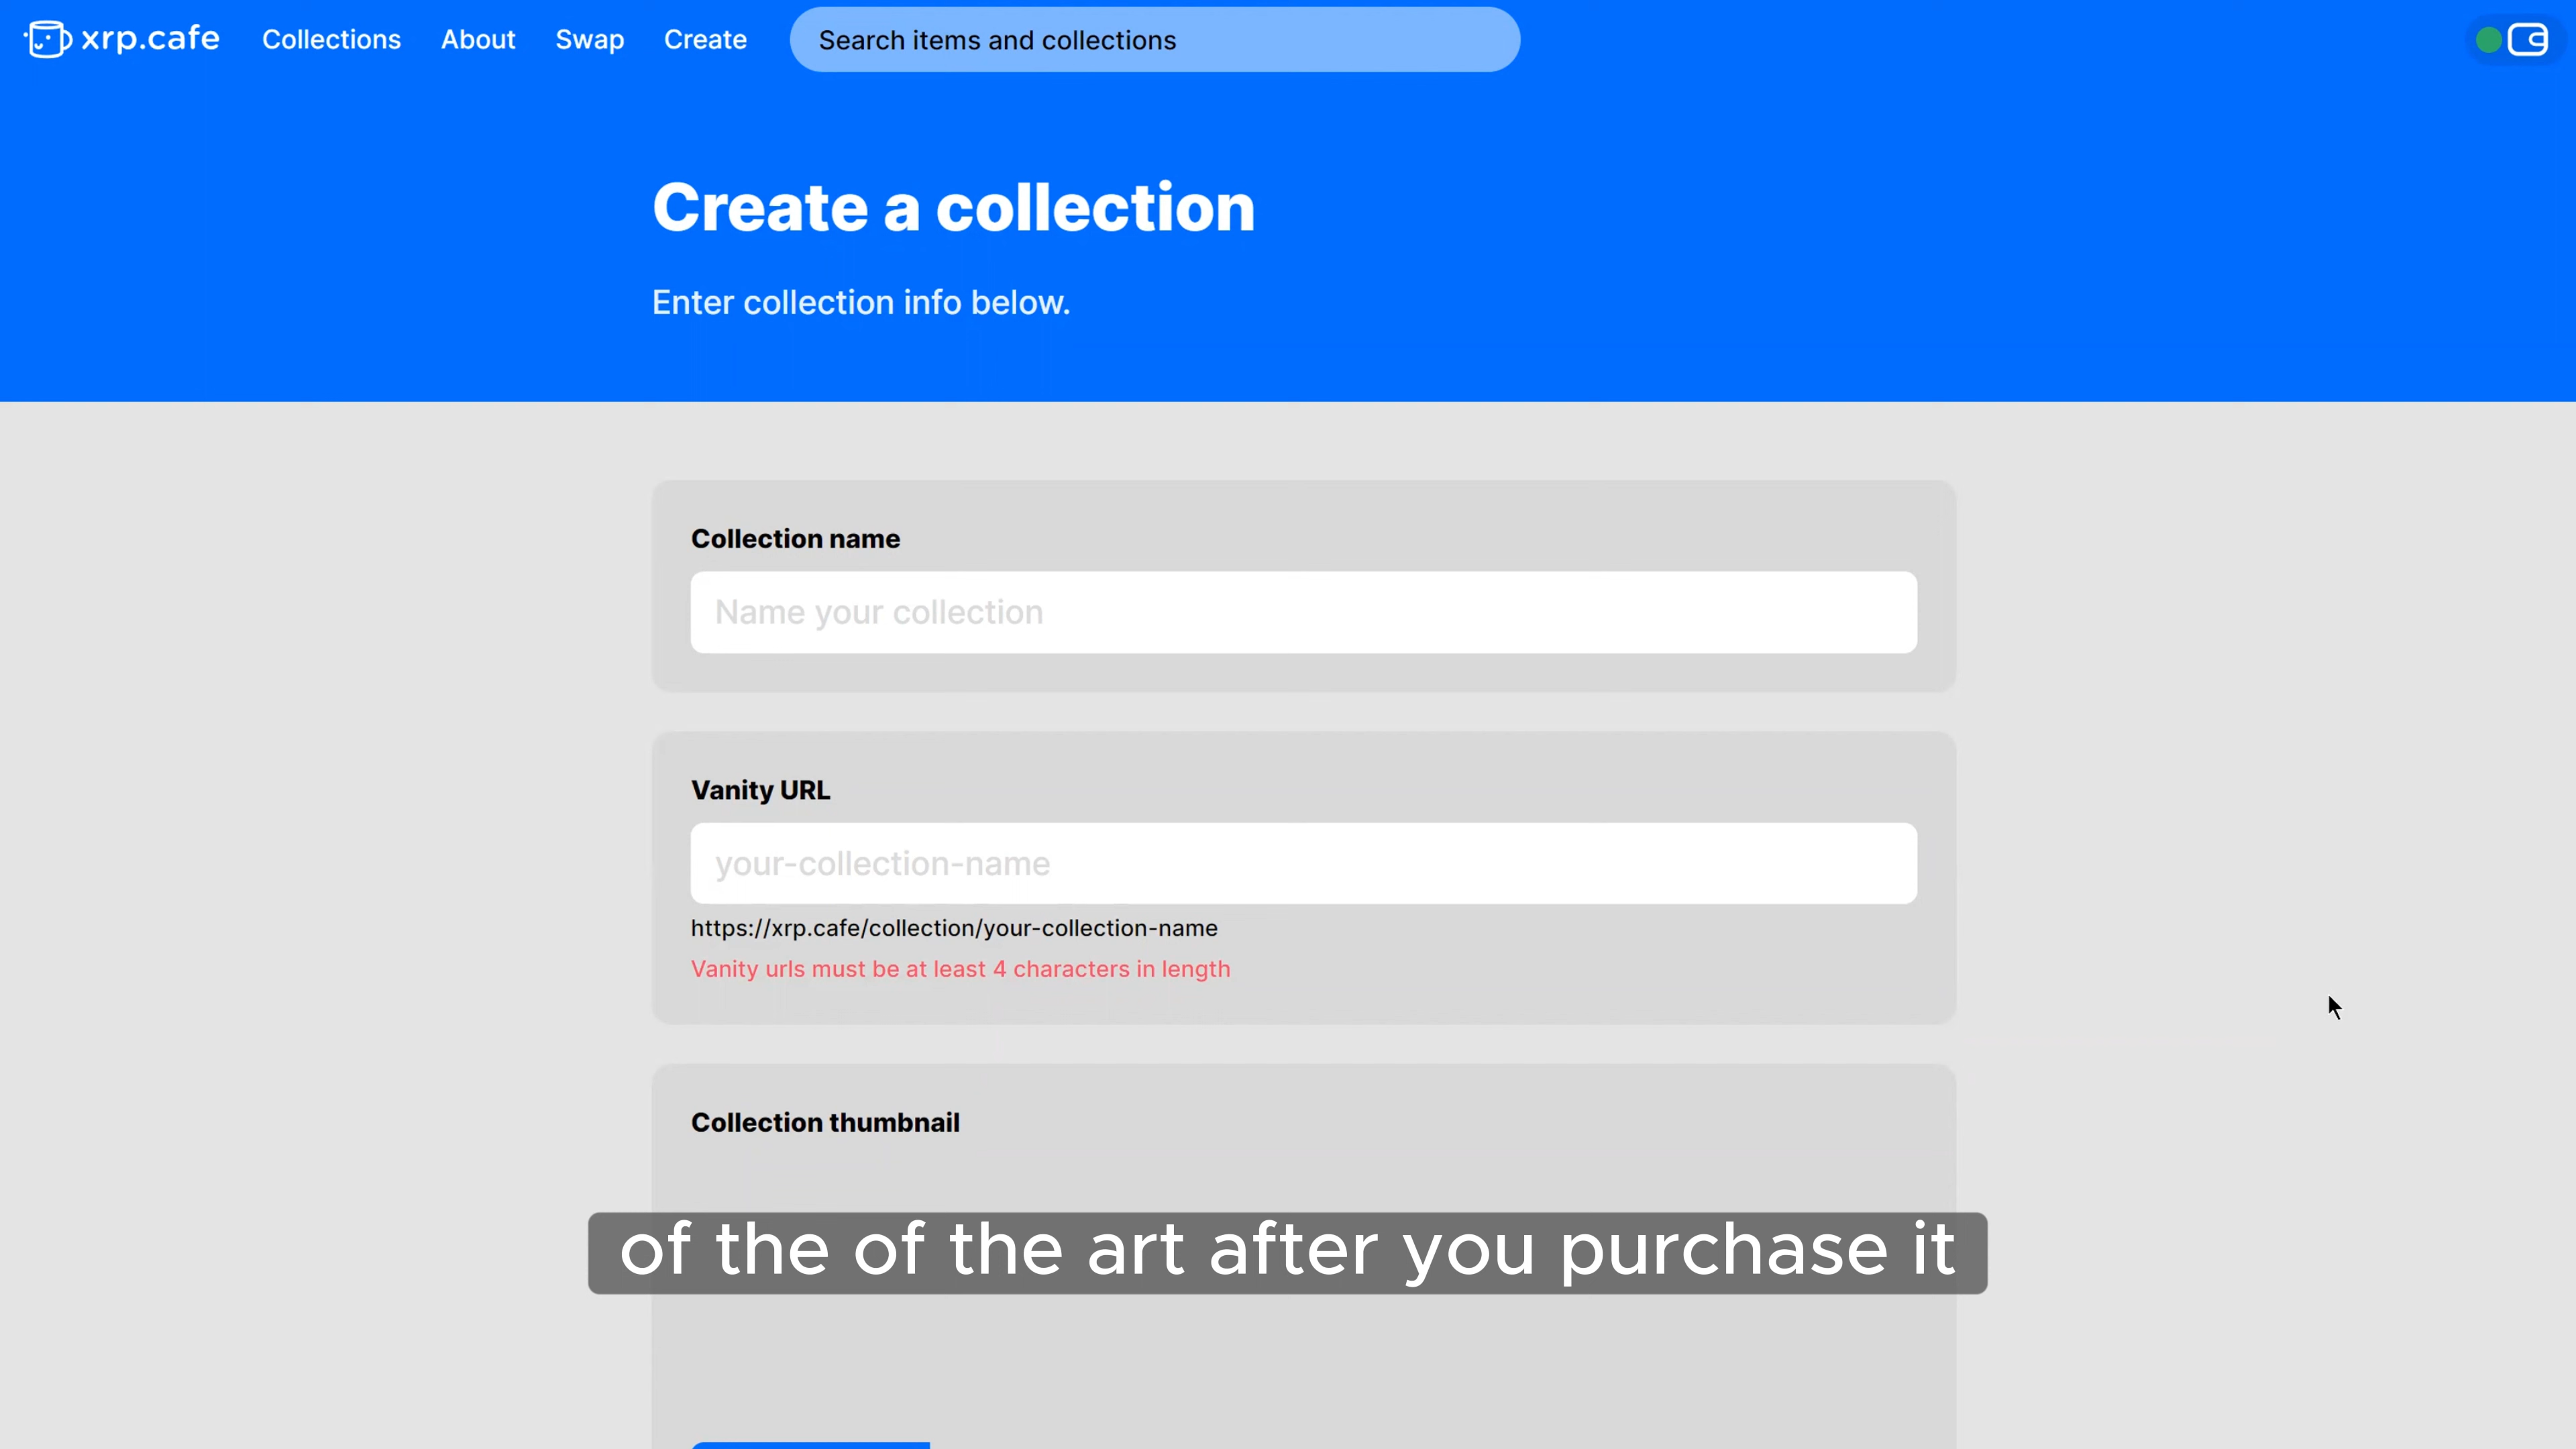 xrp.cafe Collections About Swap Create Search items and collections
Create a collection
Enter collection info below.
Collection name
Name your collection
Vanity URL
your-collection-name
https://xrp.cafe/collection/your-collection-name
Vanity urls must be at least 4 characters in length
Collection thumbnail
of the of the art after you purchase it